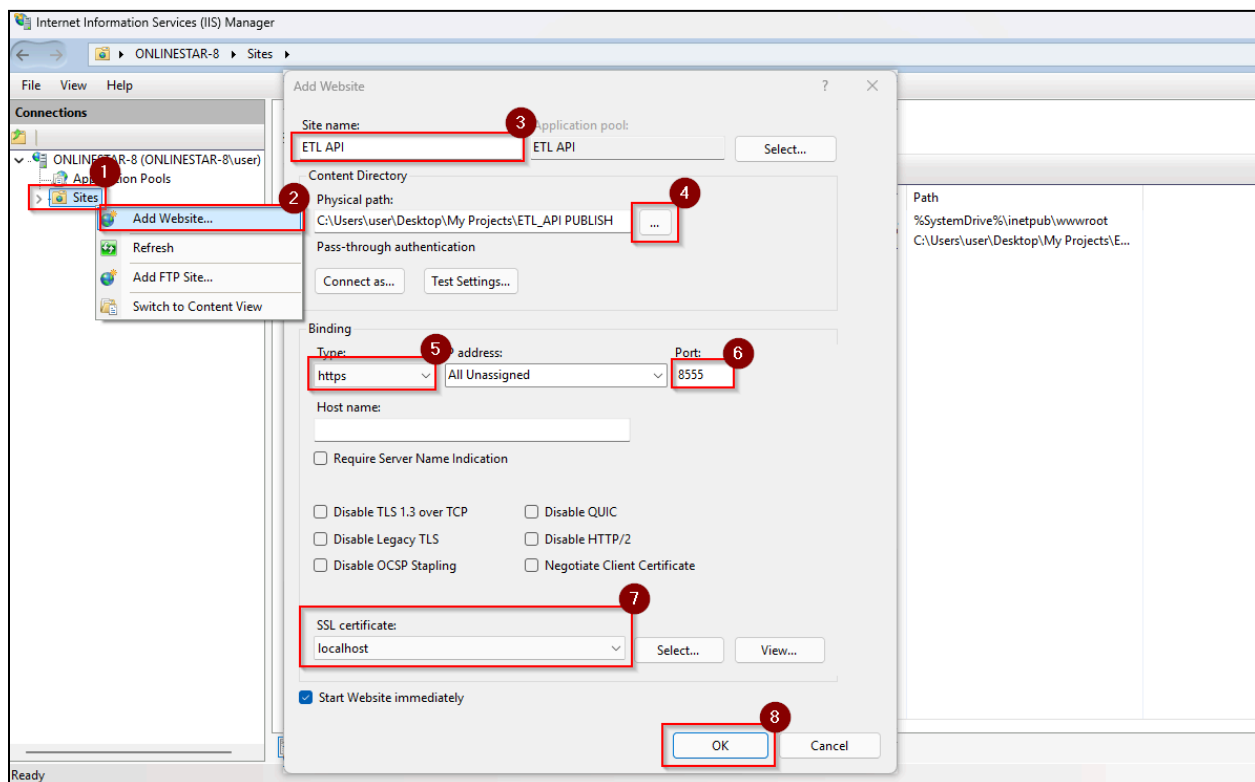 Internet Information Services (IIS) Manager
ONLINESTAR-8 Sites
File View Help
Connections
ONLINESTAR-8 (ONLINESTAR-8\user)
1
Sites
2
Add Website...
Refresh
Add FTP Site...
Switch to Content View
Add Website
?
3
Site name:
Application pool:
ETL API
ETL API
Select...
Content Directory
Physical path:
4
C:\Users\user\Desktop\My Projects\ETL_API PUBLISH
...
Pass-through authentication
Connect as...
Test Settings...
Binding
Type:
5
address:
Port:
6
https
All Unassigned
8555
Host name:
Require Server Name Indication
Disable TLS 1.3 over TCP
Disable QUIC
Disable Legacy TLS
Disable HTTP/2
Disable OCSP Stapling
Negotiate Client Certificate
7
SSL certificate:
localhost
Select...
View...
Start Website immediately
8
OK
Cancel
Path
%SystemDrive%\inetpub\wwwroot
C:\Users\user\Desktop\My Projects\E...
Ready